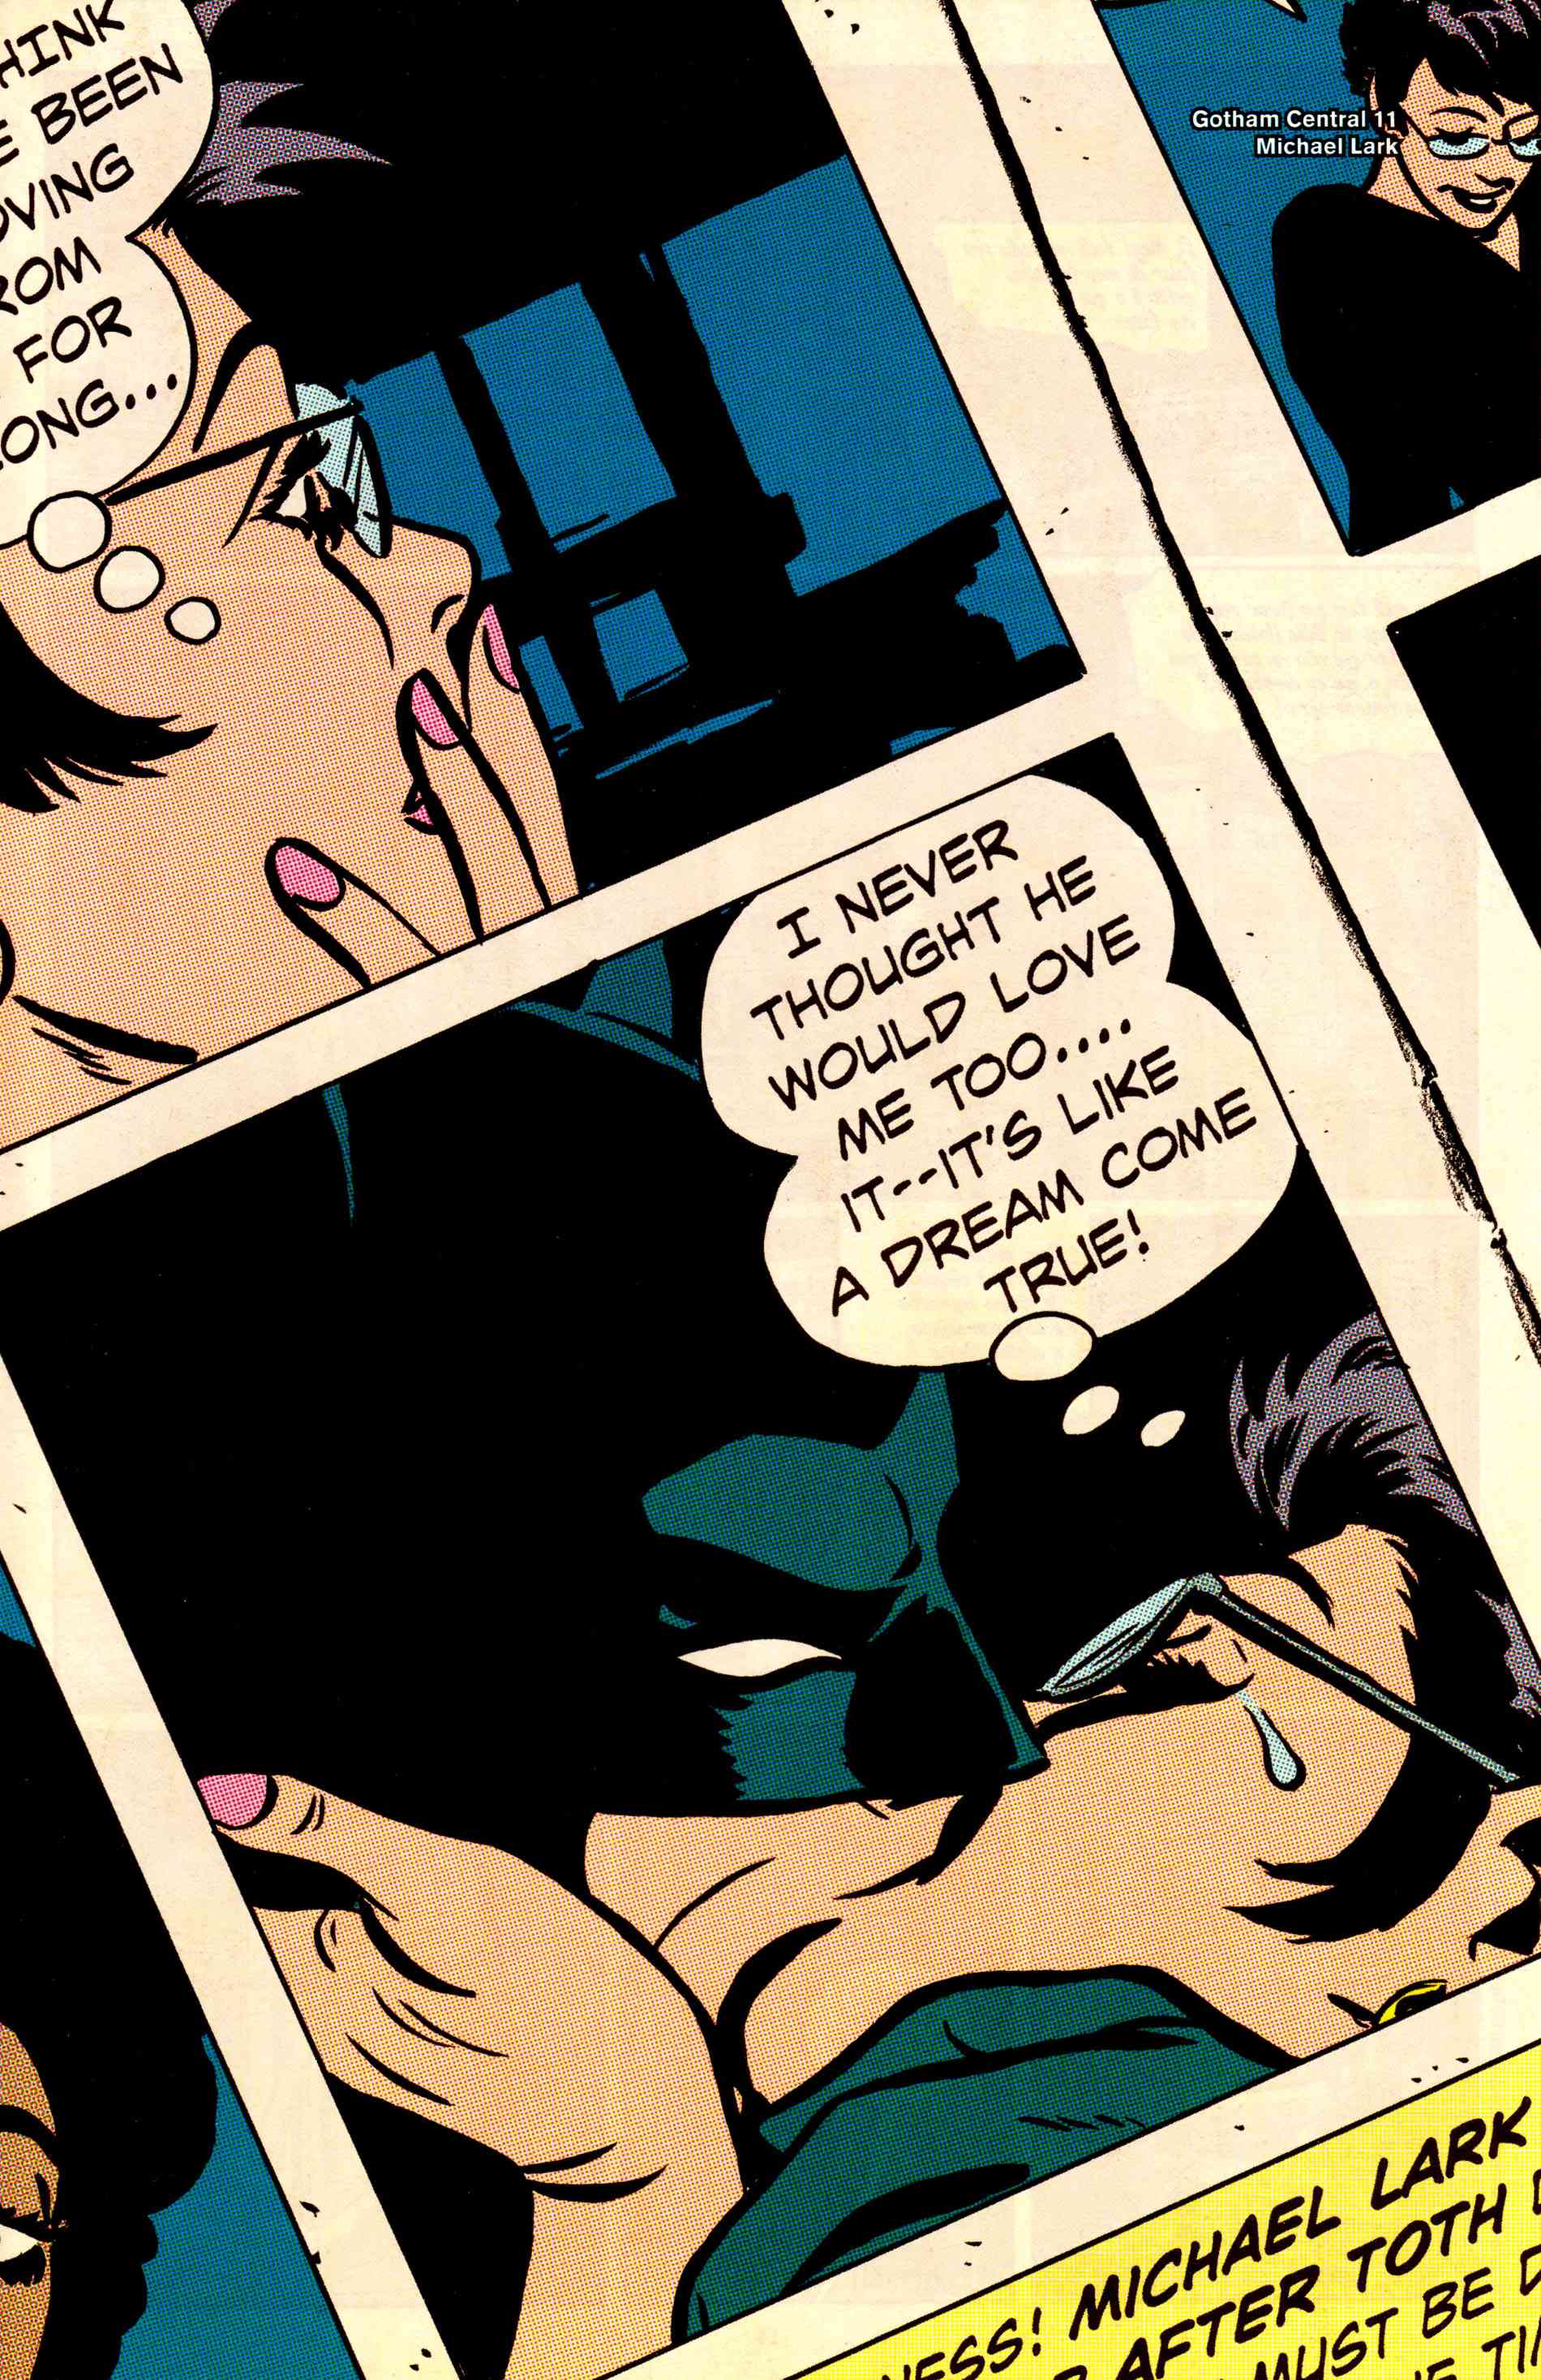 HINK
BEEN
VING
ROM
FOR
ONG...
Gotham Central 11
Michael Lark
I NEVER
THOUGHT HE
WOULD LOVE
ME TOO....
IT--IT'S LIKE
A DREAM COME
TRUE!
NESS! MICHAEL LARK
AFTER TOTH
MUST BE